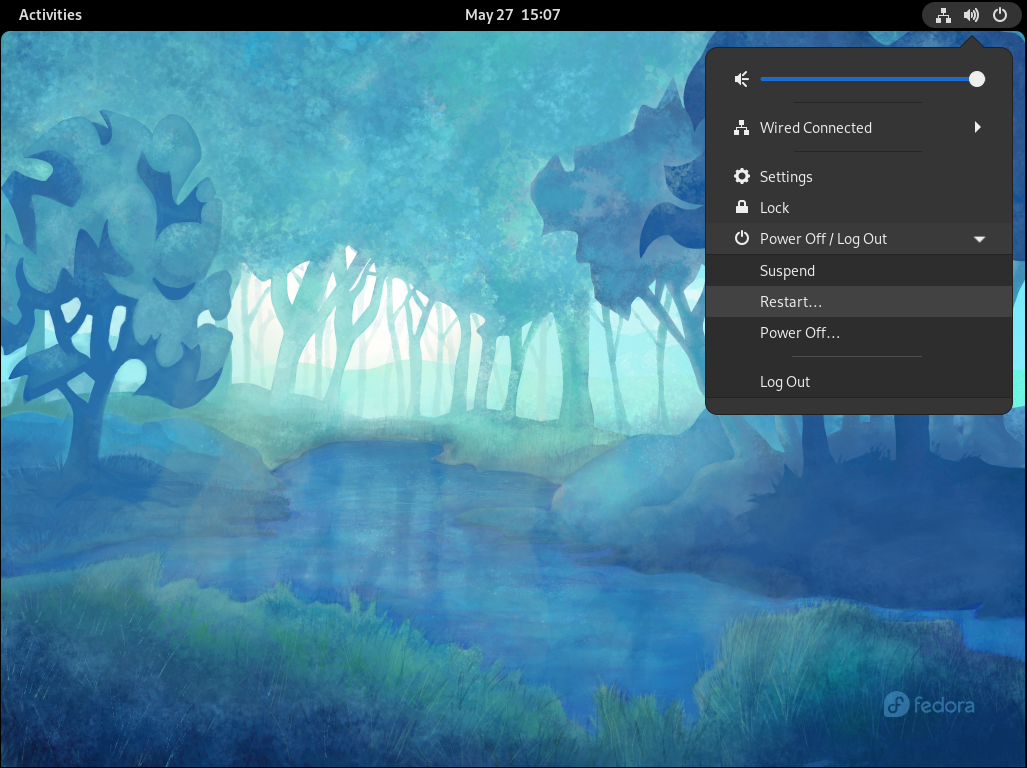 Activities
May 27 15:07
Wired Connected
Settings
Lock
Power Off / Log Out
Suspend
Restart…
Power Off…
Log Out
fedora